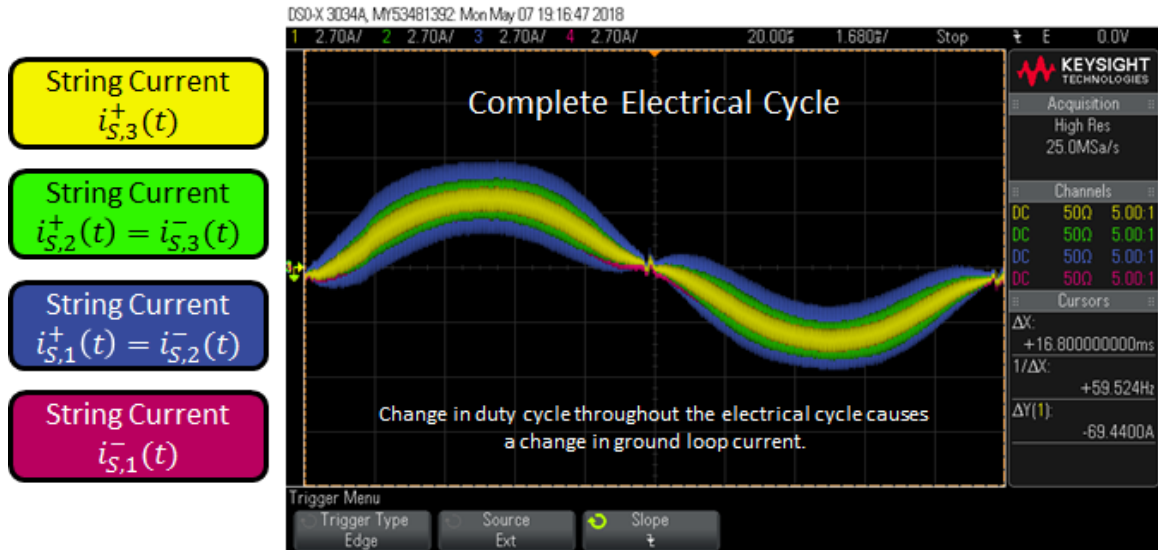 DSO-X 3034A, MY53481392: Mon May 07 19:16:47 2018
1 2.70A/ 2 2.70A/ 3 2.70A/ 4 2.70A/ 20.00s 1.680s/ Stop E 0.0V
String Current
i⁺_{S,3}(t)
String Current
i⁺_{S,2}(t) = i⁻_{S,3}(t)
String Current
i⁺_{S,1}(t) = i⁻_{S,2}(t)
String Current
i⁻_{S,1}(t)
Complete Electrical Cycle
Change in duty cycle throughout the electrical cycle causes
a change in ground loop current.
KEYSIGHT
TECHNOLOGIES
Acquisition
High Res
25.0MSa/s
Channels
DC 50Ω 5.00:1
DC 50Ω 5.00:1
DC 50Ω 5.00:1
DC 50Ω 5.00:1
Cursors
ΔX:
+16.800000000ms
1/ΔX:
+59.524Hz
ΔY(1):
-69.4400A
Trigger Menu
Trigger Type
Edge
Source
Ext
Slope